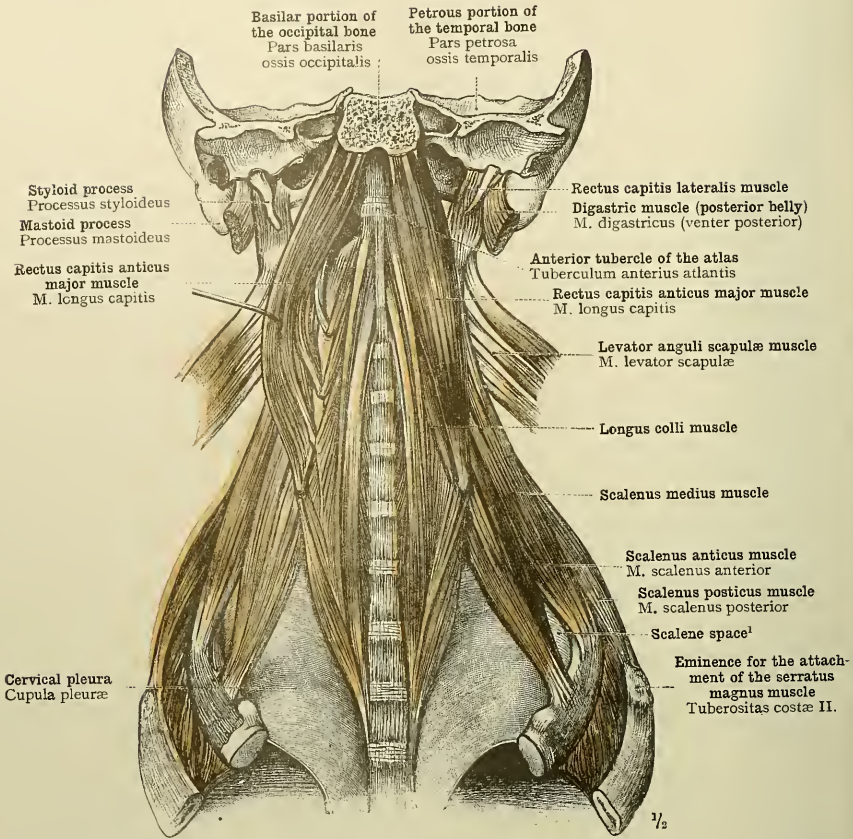 Basilar portion of
the occipital bone
Pars basilaris
ossis occipitalis
Petrous portion of
the temporal bone
Pars petrosa
ossis temporalis
Styloid process
Processus styloideus
Mastoid process
Processus mastoideus
Rectus capitis anticus
major muscle
M. longus capitis
Cervical pleura
Cupula pleuræ
Rectus capitis lateralis muscle
Digastric muscle (posterior belly)
M. digastricus (venter posterior)
Anterior tubercle of the atlas
Tuberculum anterius atlantis
Rectus capitis anticus major muscle
M. longus capitis
Levator anguli scapulæ muscle
M. levator scapulæ
Longus colli muscle
Scalenus medius muscle
Scalenus anticus muscle
M. scalenus anterior
Scalenus posticus muscle
M. scalenus posterior
Scalene space¹
Eminence for the attach-
ment of the serratus
magnus muscle
Tuberositas costæ II.
½